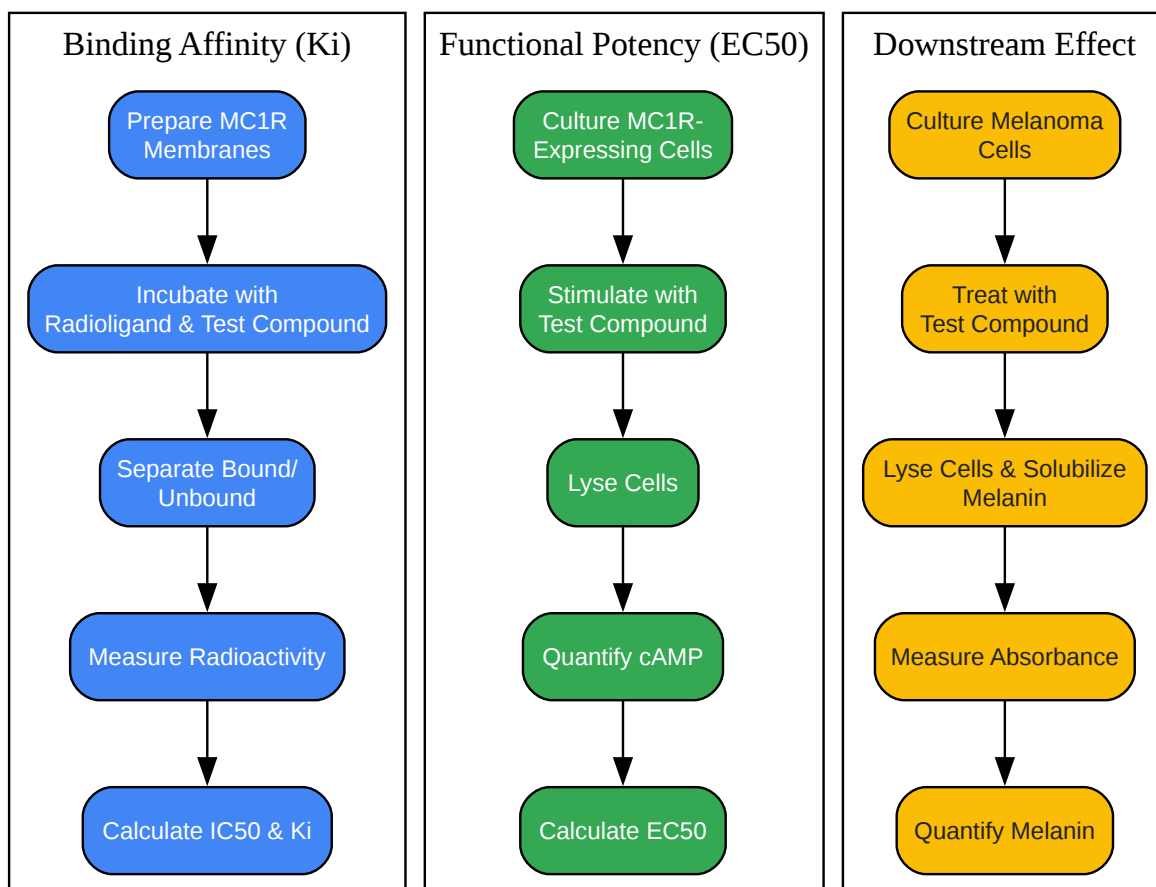 Binding Affinity (Ki)
Prepare MC1R
Membranes
Incubate with
Radioligand & Test Compound
Separate Bound/
Unbound
Measure Radioactivity
Calculate IC50 & Ki
Functional Potency (EC50)
Culture MC1R-
Expressing Cells
Stimulate with
Test Compound
Lyse Cells
Quantify cAMP
Calculate EC50
Downstream Effect
Culture Melanoma
Cells
Treat with
Test Compound
Lyse Cells & Solubilize
Melanin
Measure Absorbance
Quantify Melanin